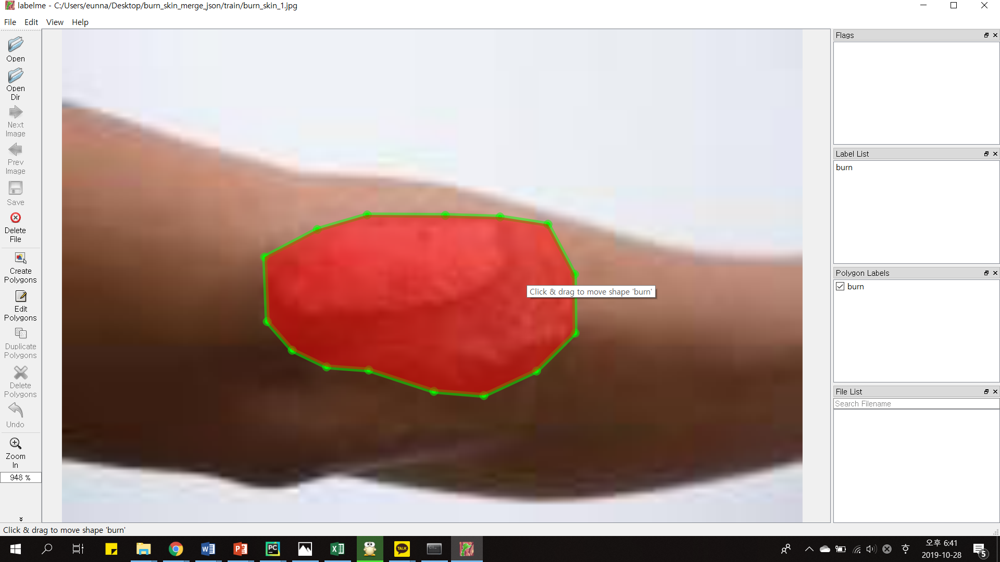 labelme - C:/Users/eunna/Desktop/burn_skin_merge_json/train/burn_skin_1.jpg
File Edit View Help
Open
Open
Dir
Next
Image
Prev
Image
Save
Delete
File
Create
Polygons
Edit
Polygons
Duplicate
Polygons
Delete
Polygons
Undo
Zoom
In
948 %
Click & drag to move shape 'burn'
Flags
Label List
burn
Polygon Labels
burn
File List
Search Filename
Click & drag to move shape 'burn'
W
P
PC
X
TALK
오후 6:41
2019-10-28
5